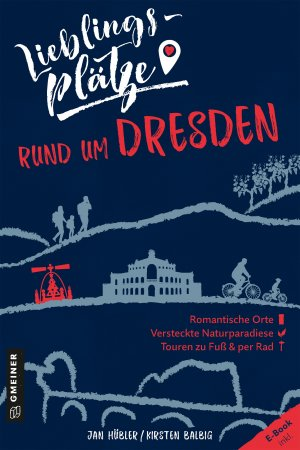 Lieblings-
plätze
RUND UM DRESDEN
Romantische Orte
Versteckte Naturparadiese
Touren zu Fuß & per Rad
E-Book
inkl.
GMEINER
JAN HÜBLER / KIRSTEN BALBIG